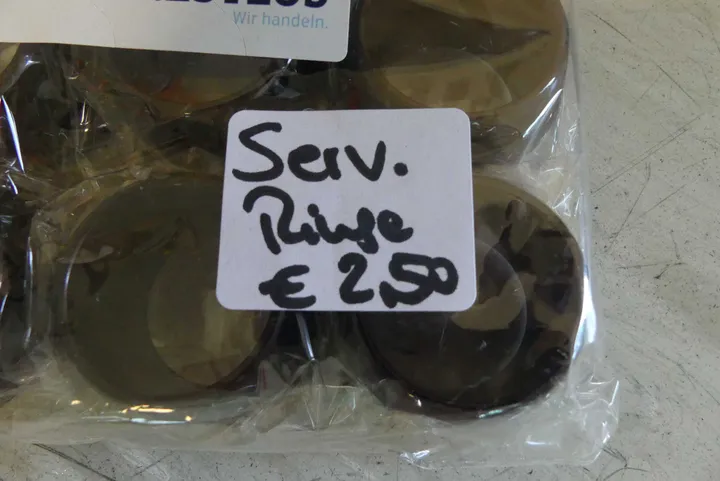 Wir handeln.
Serv.
Ringe
€ 2,50